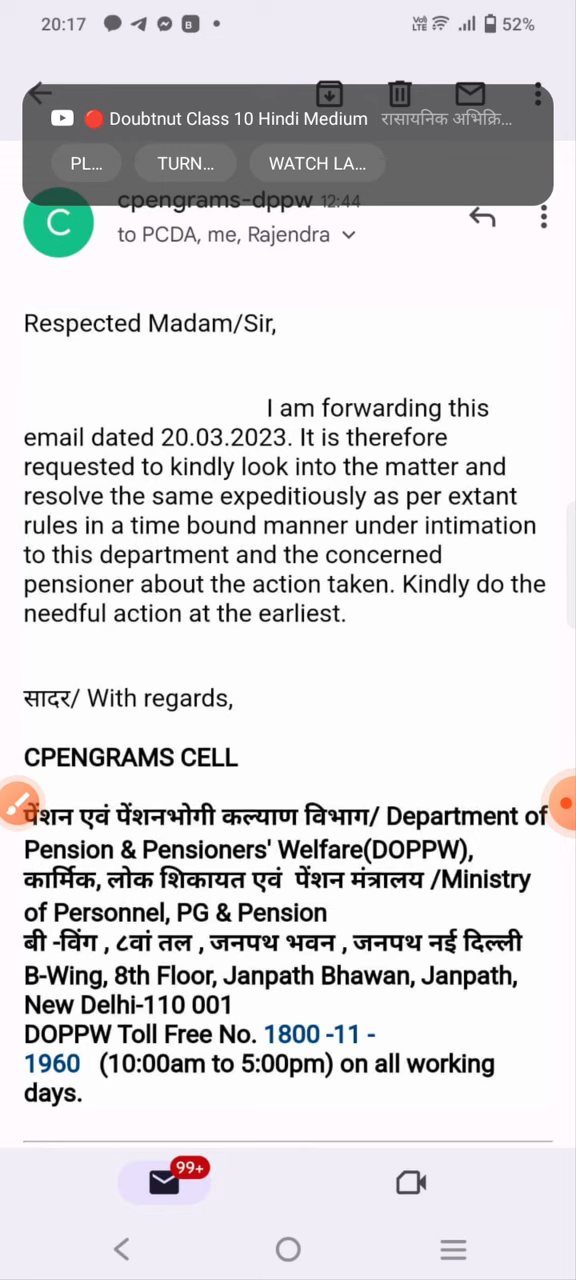 20:17 VoI LTE 52%
Doubtnut Class 10 Hindi Medium रासायनिक अभिक्रि...
PL... TURN... WATCH LA...
C
cpengrams-dppw 12:44
to PCDA, me, Rajendra
Respected Madam/Sir,
I am forwarding this
email dated 20.03.2023. It is therefore
requested to kindly look into the matter and
resolve the same expeditiously as per extant
rules in a time bound manner under intimation
to this department and the concerned
pensioner about the action taken. Kindly do the
needful action at the earliest.
सादर/ With regards,
CPENGRAMS CELL
पेंशन एवं पेंशनभोगी कल्याण विभाग/ Department of
Pension & Pensioners' Welfare(DOPPW),
कार्मिक, लोक शिकायत एवं पेंशन मंत्रालय /Ministry
of Personnel, PG & Pension
बी -विंग , ८वां तल , जनपथ भवन , जनपथ नई दिल्ली
B-Wing, 8th Floor, Janpath Bhawan, Janpath,
New Delhi-110 001
DOPPW Toll Free No. 1800 -11 -
1960 (10:00am to 5:00pm) on all working
days.
99+